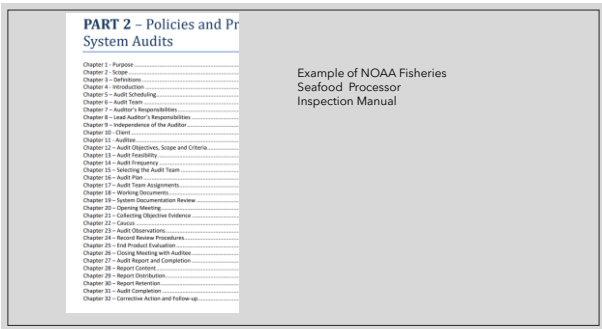 PART 2 – Policies and Pr
System Audits
Chapter 1 - Purpose
Chapter 2 - Scope
Chapter 3 – Definitions
Chapter 4 - Introduction
Chapter 5 – Audit Scheduling
Chapter 6 – Audit Team
Chapter 7 – Auditor's Responsibilities
Chapter 8 – Lead Auditor's Responsibilities
Chapter 9 – Independence of the Auditor
Chapter 10 - Client
Chapter 11 - Auditee
Chapter 12 – Audit Objectives, Scope and Criteria
Chapter 13 – Audit Feasibility
Chapter 14 – Audit Frequency
Chapter 15 – Selecting the Audit Team
Chapter 16 – Audit Plan
Chapter 17 – Audit Team Assignments
Chapter 18 – Working Documents
Chapter 19 – System Documentation Review
Chapter 20 – Opening Meeting
Chapter 21 – Collecting Objective Evidence
Chapter 22 – Caucus
Chapter 23 – Audit Observations
Chapter 24 – Record Review Procedures
Chapter 25 – End Product Evaluation
Chapter 26 – Closing Meeting with Auditee
Chapter 27 – Audit Report and Completion
Chapter 28 – Report Content
Chapter 29 – Report Distribution
Chapter 30 – Report Retention
Chapter 31 – Audit Completion
Chapter 32 – Corrective Action and Follow-up
Example of NOAA Fisheries
Seafood Processor
Inspection Manual